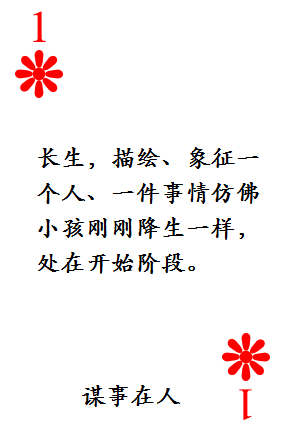 1
长生，描绘、象征一
个人、一件事情仿佛
小孩刚刚降生一样，
处在开始阶段。
谋事在人
1